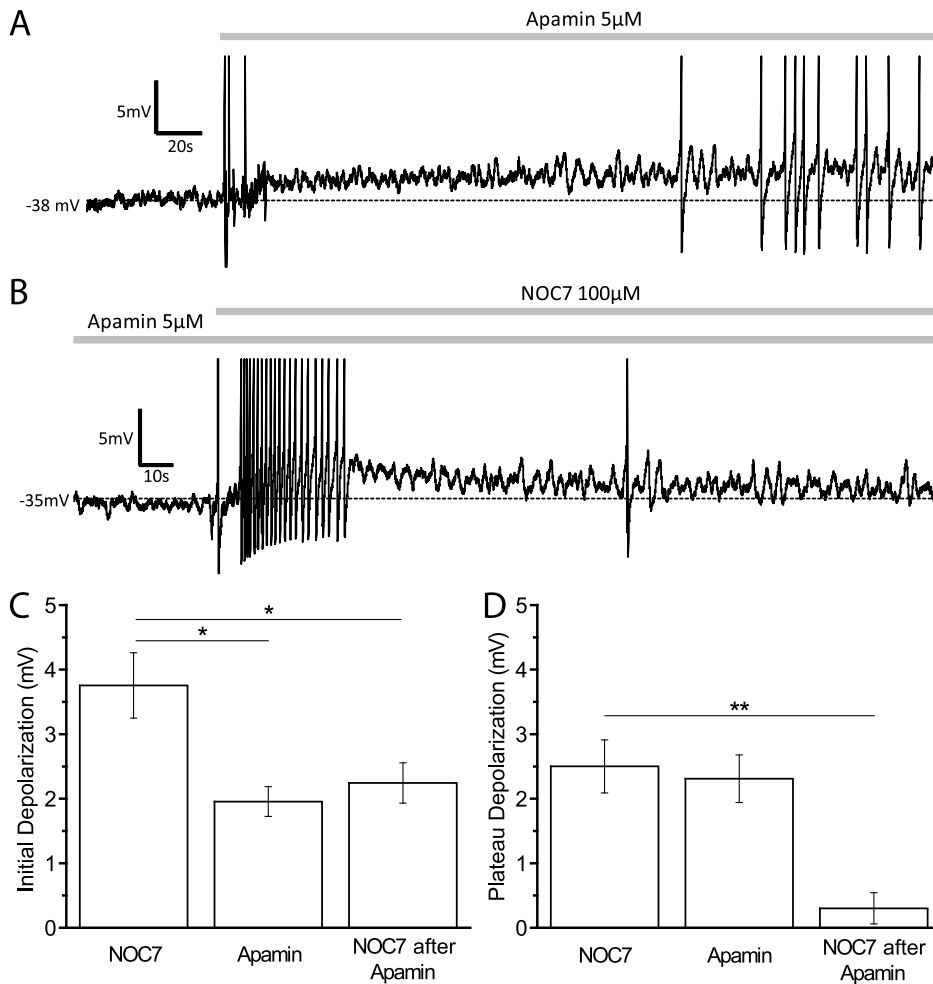 A
Apamin 5µM
5mV
20s
-38 mV
B
NOC7 100µM
Apamin 5µM
5mV
10s
-35mV
C
5
4
3
2
1
0
Initial Depolarization (mV)
*
*
NOC7
Apamin
NOC7 after
Apamin
D
5
4
3
2
1
0
Plateau Depolarization (mV)
**
NOC7
Apamin
NOC7 after
Apamin